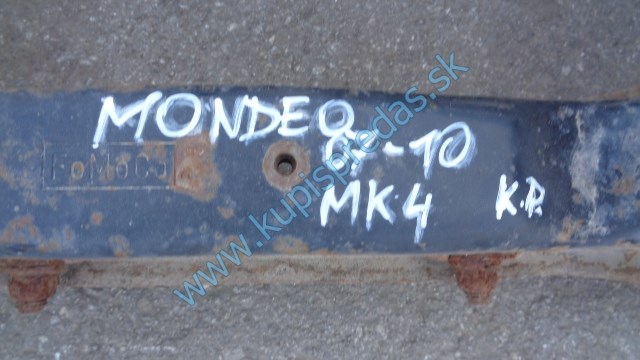 MONDEO
07-10
FoMoCo
MK4 K.P.
www.kupispredas.sk